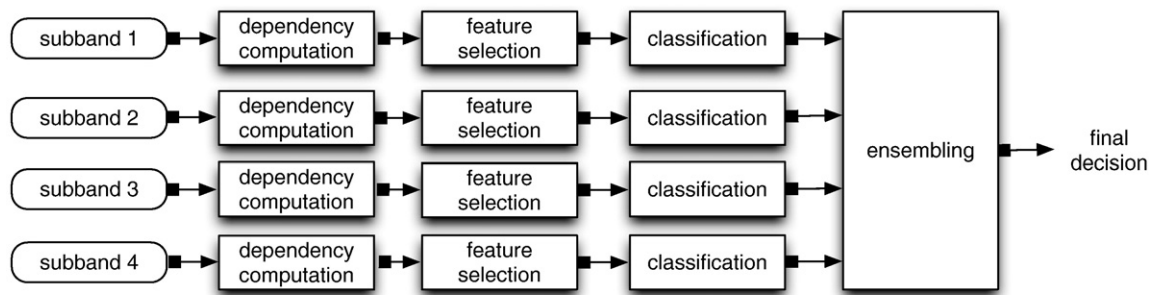 subband 1
dependency
computation
feature
selection
classification
subband 2
dependency
computation
feature
selection
classification
subband 3
dependency
computation
feature
selection
classification
subband 4
dependency
computation
feature
selection
classification
ensembling
final
decision